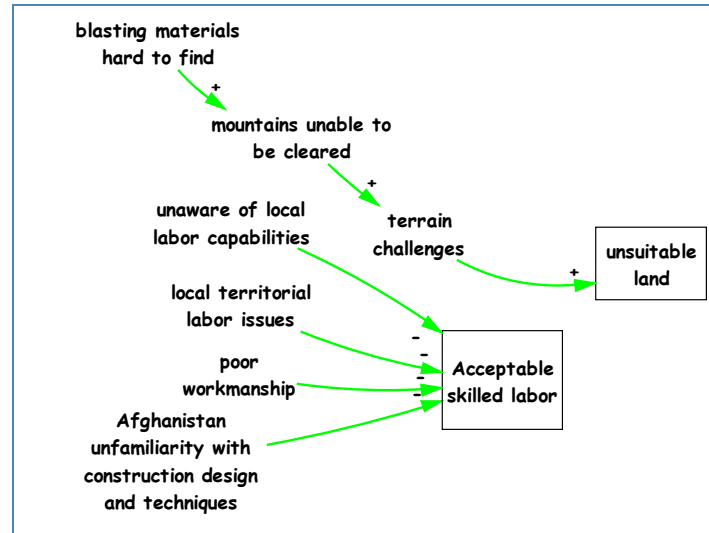 blasting materials
hard to find
+
mountains unable to
be cleared
+
terrain
challenges
+
unsuitable
land
unaware of local
labor capabilities
-
local territorial
labor issues
-
poor
workmanship
-
Afghanistan
unfamiliarity with
construction design
and techniques
-
Acceptable
skilled labor